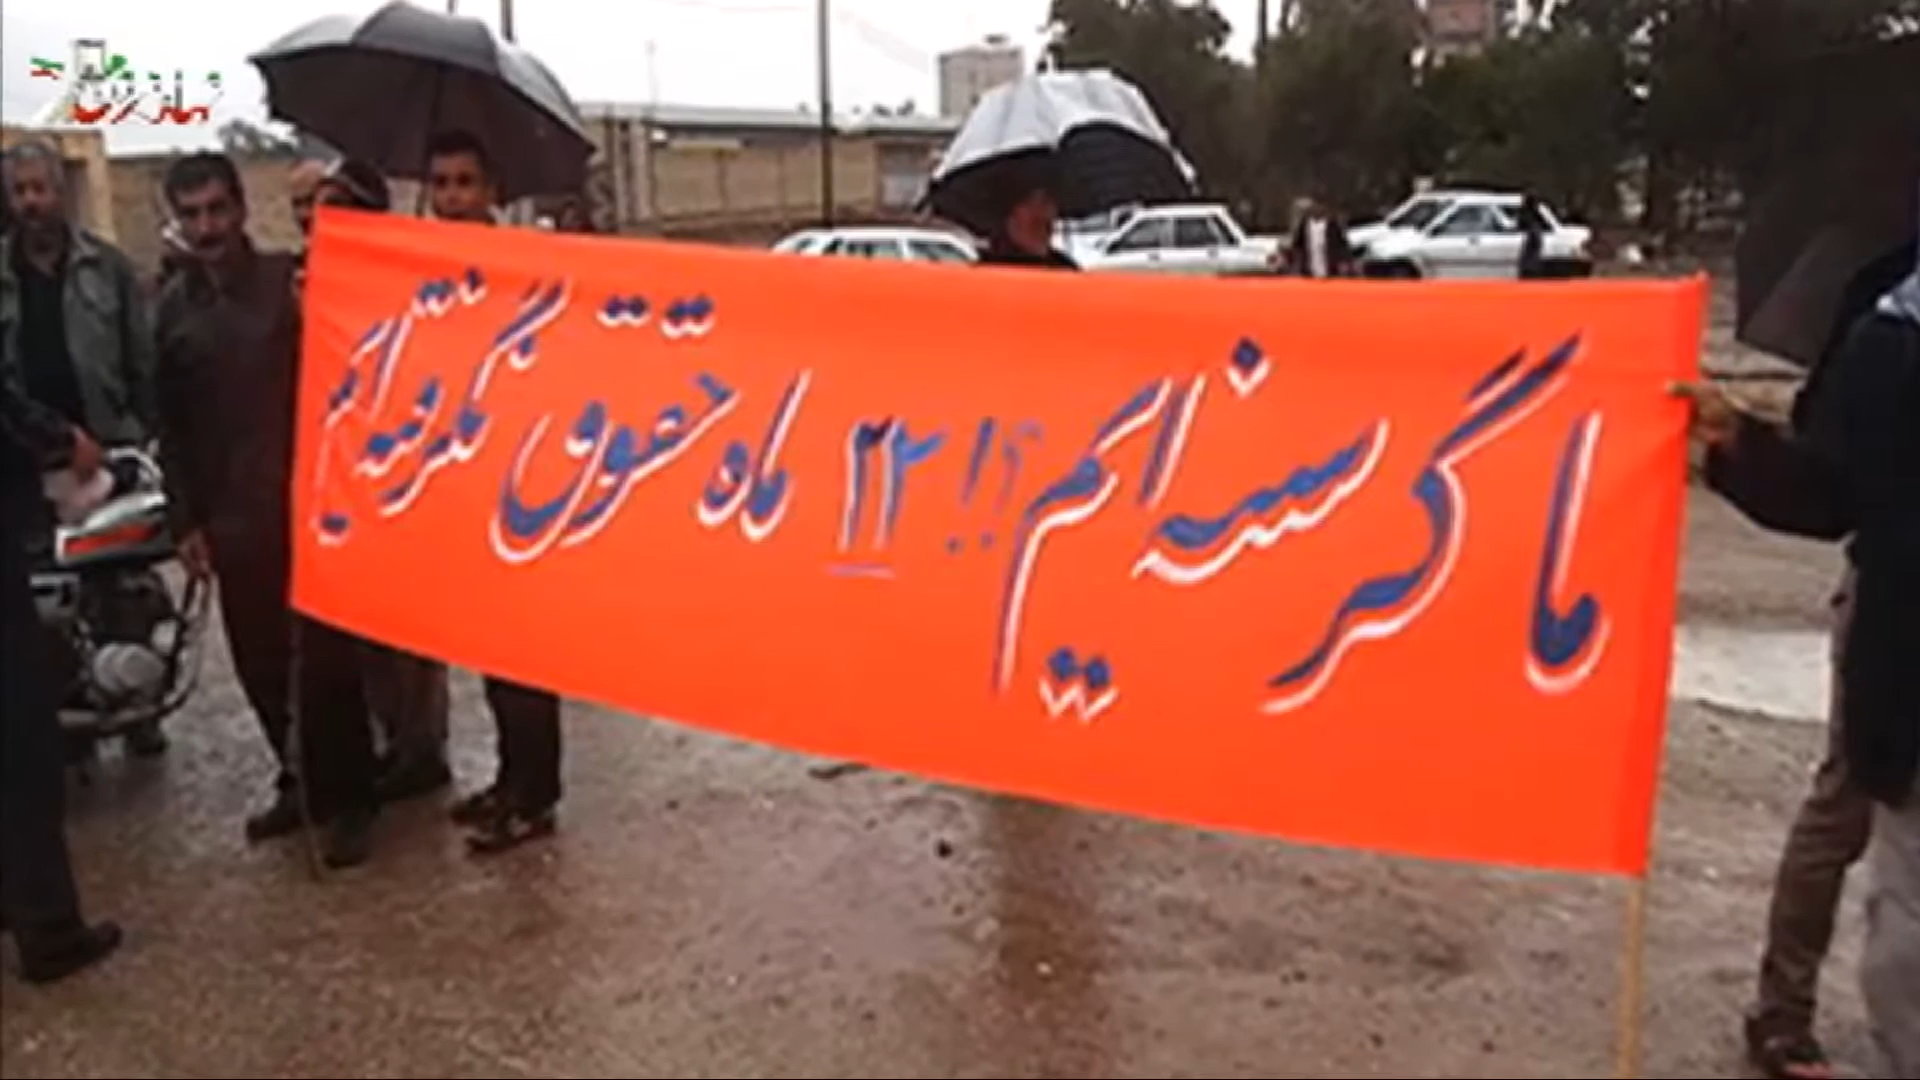 ما گرسنه ایم !! ۲۲ ماه حقوق نگرفته ایم